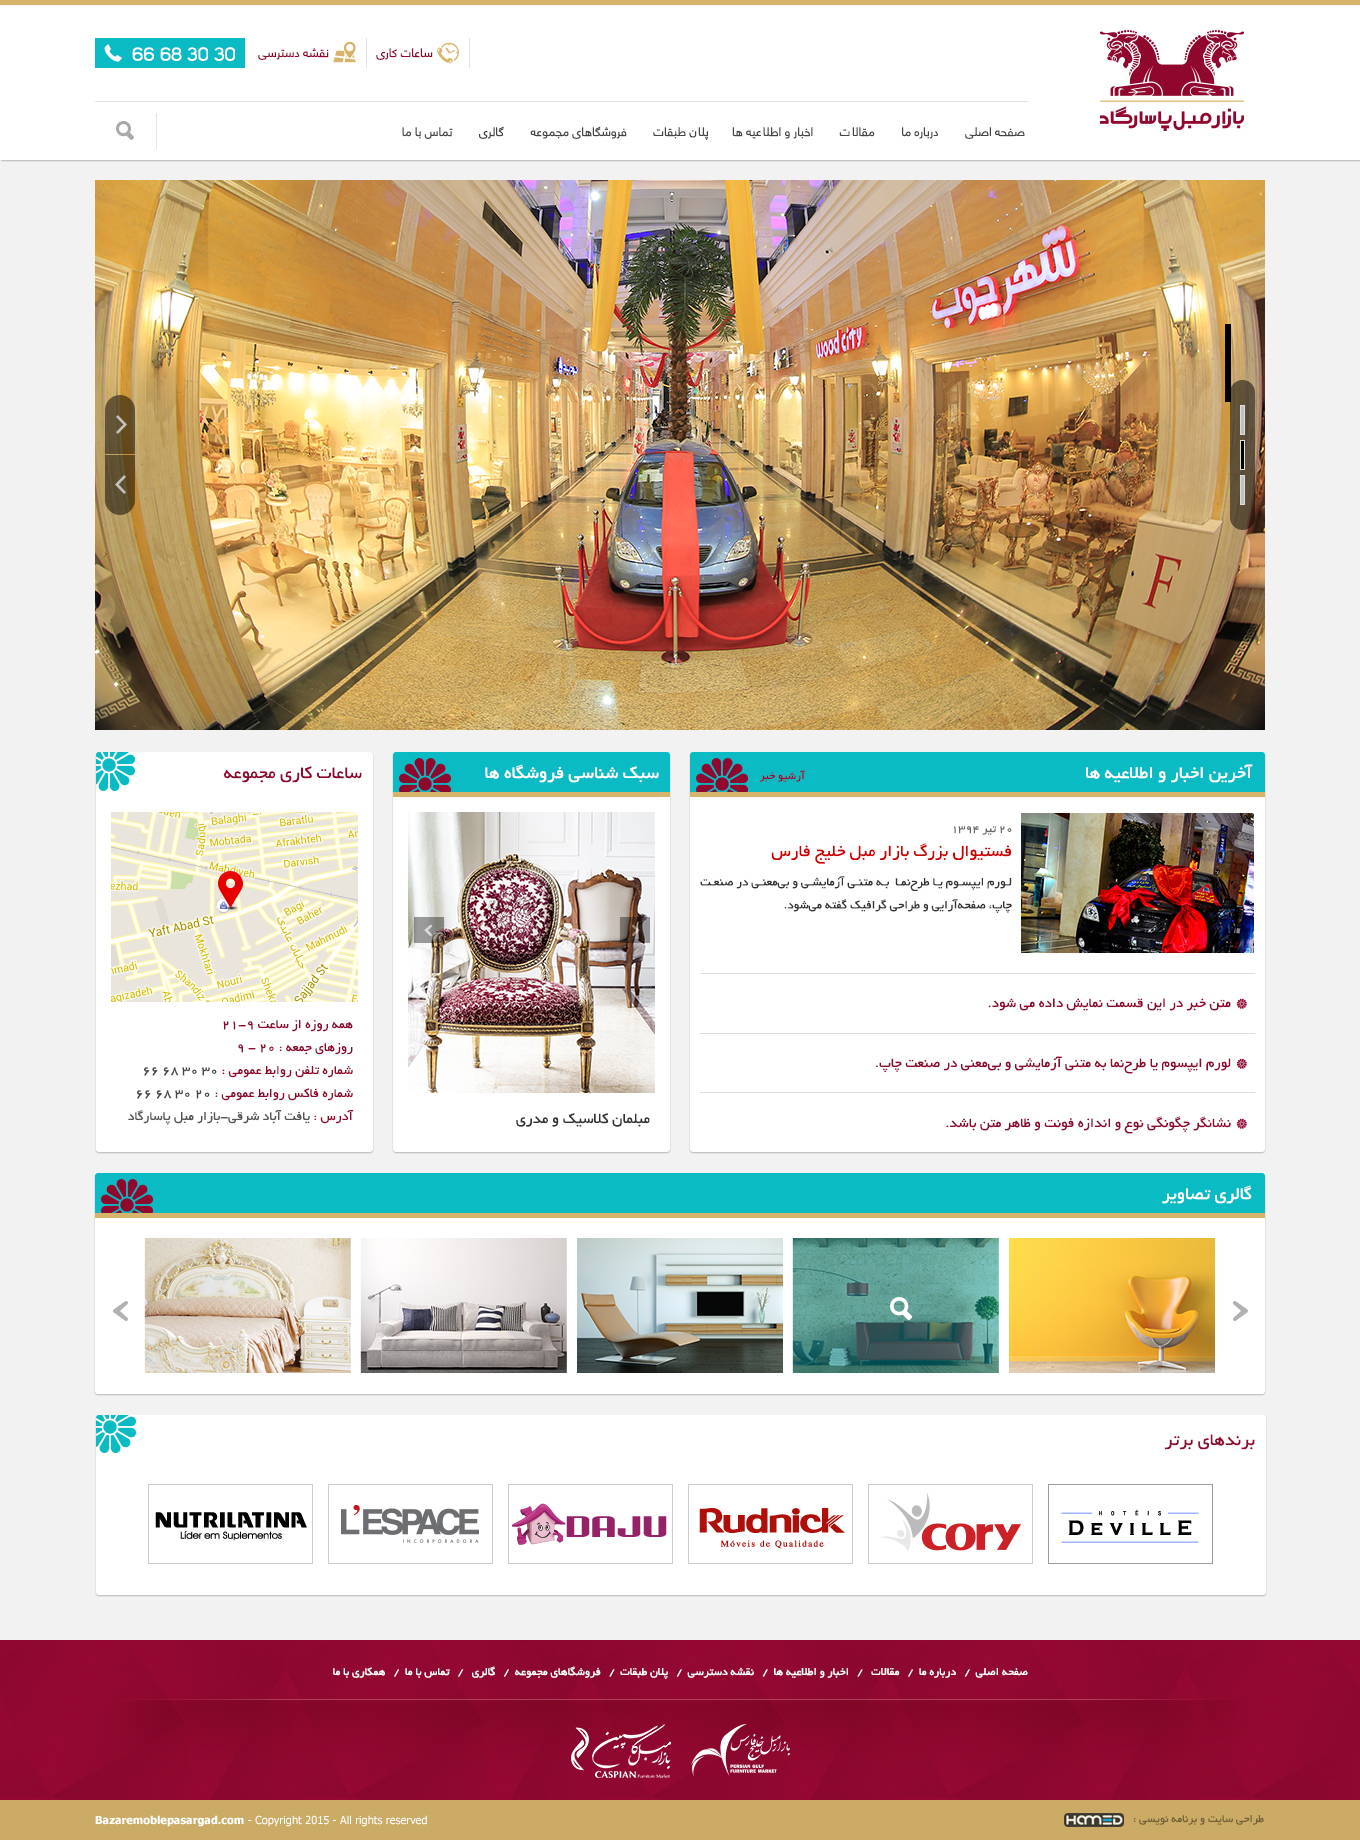 بازار مبل پاسارگاد
ساعات کاری
نقشه دسترسی
66 68 30 30
صفحه اصلی درباره ما مقالات اخبار و اطلاعیه ها پلان طبقات فروشگاهای مجموعه گالری تماس با ما
شهر چوب
wood city
F
آخرین اخبار و اطلاعیه ها
آرشیو خبر
۲۰ تیر ۱۳۹۴
فستیوال بزرگ بازار مبل خلیج فارس
لورم ایپسوم یا طرح‌نما به متنی آزمایشی و بی‌معنی در صنعت
چاپ، صفحه‌آرایی و طراحی گرافیک گفته می‌شود.
متن خبر در این قسمت نمایش داده می شود.
لورم ایپسوم یا طرح‌نما به متنی آزمایشی و بی‌معنی در صنعت چاپ.
نشانگر چگونگی نوع و اندازه فونت و ظاهر متن باشد.
سبک شناسی فروشگاه ها
مبلمان کلاسیک و مدری
ساعات کاری مجموعه
Balaghi
Baratlu
Mobtada
Afrakhteh
Darvish
Mahdiyeh
ezhad
Yaft Abad St
Bagi
Baher
Mahmudi
خیابان عابدی
Mokhtari
Nouri
Shandiz
Qadimi
Sajjad St
hmadi
aqizadeh
همه روزه از ساعت ۹-۲۱
روزهای جمعه : ۲۰ – ۹
شماره تلفن روابط عمومی : ۳۰ ۳۰ ۶۸ ۶۶
شماره فاکس روابط عمومی : ۲۰ ۳۰ ۶۸ ۶۶
آدرس : یافت آباد شرقی-بازار مبل پاسارگاد
گالری تصاویر
برندهای برتر
NUTRILATINA
Líder em Suplementos
L'ESPACE
INCORPORADORA
DAJU
Rudnick
Móveis de Qualidade
cory
HOTÉIS
DEVILLE
صفحه اصلی / درباره ما / مقالات / اخبار و اطلاعیه ها / نقشه دسترسی / پلان طبقات / فروشگاهای مجموعه / گالری / تماس با ما / همکاری با ما
بازار مبل خلیج فارس
PERSIAN GULF
FURNITURE MARKET
بازار مبل کاسپین
CASPIAN Furniture Market
Bazaremoblepasargad.com - Copyright 2015 - All rights reserved
طراحی سایت و برنامه نویسی :
HAMED